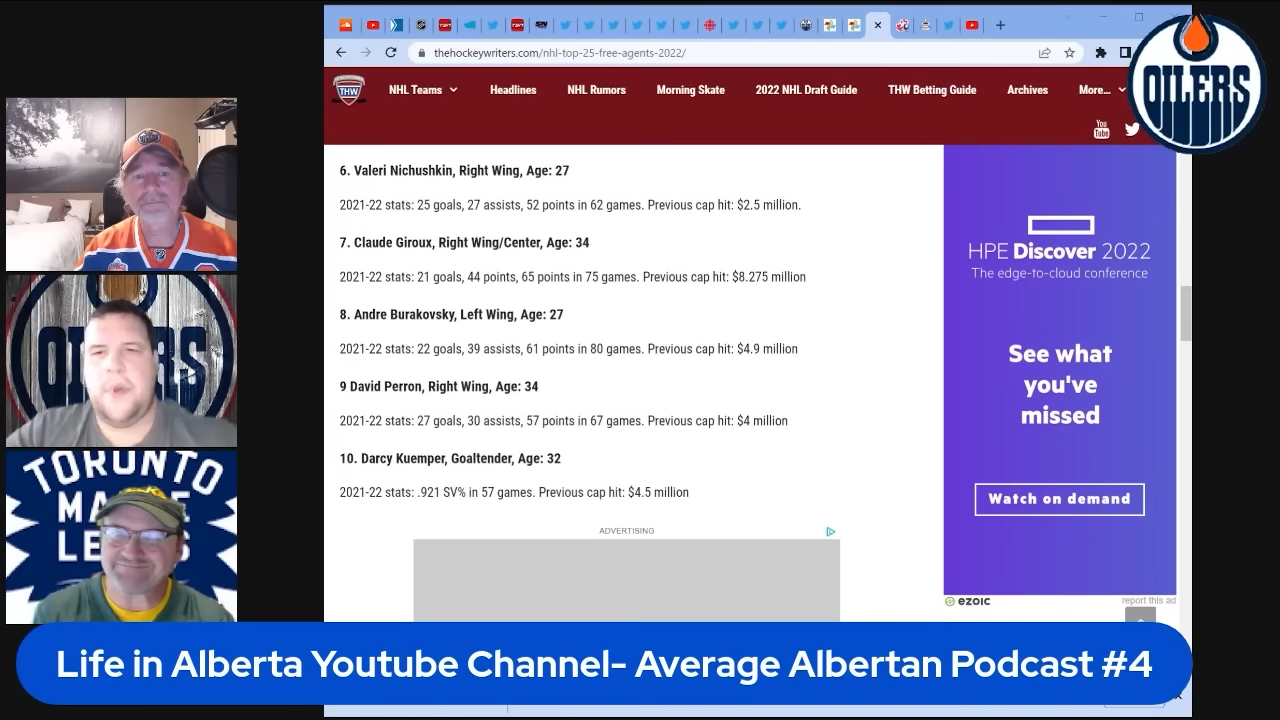 thehockeywriters.com/nhl-top-25-free-agents-2022/
OILERS
THW
NHL Teams
Headlines
NHL Rumors
Morning Skate
2022 NHL Draft Guide
THW Betting Guide
Archives
More...
You
Tube
6. Valeri Nichushkin, Right Wing, Age: 27
2021-22 stats: 25 goals, 27 assists, 52 points in 62 games. Previous cap hit: $2.5 million.
7. Claude Giroux, Right Wing/Center, Age: 34
2021-22 stats: 21 goals, 44 points, 65 points in 75 games. Previous cap hit: $8.275 million
8. Andre Burakovsky, Left Wing, Age: 27
2021-22 stats: 22 goals, 39 assists, 61 points in 80 games. Previous cap hit: $4.9 million
9 David Perron, Right Wing, Age: 34
2021-22 stats: 27 goals, 30 assists, 57 points in 67 games. Previous cap hit: $4 million
10. Darcy Kuemper, Goaltender, Age: 32
2021-22 stats: .921 SV% in 57 games. Previous cap hit: $4.5 million
ADVERTISING
HPE Discover 2022
The edge-to-cloud conference
See what
you've
missed
Watch on demand
ezoic
report this ad
TORONTO
Life in Alberta Youtube Channel- Average Albertan Podcast #4